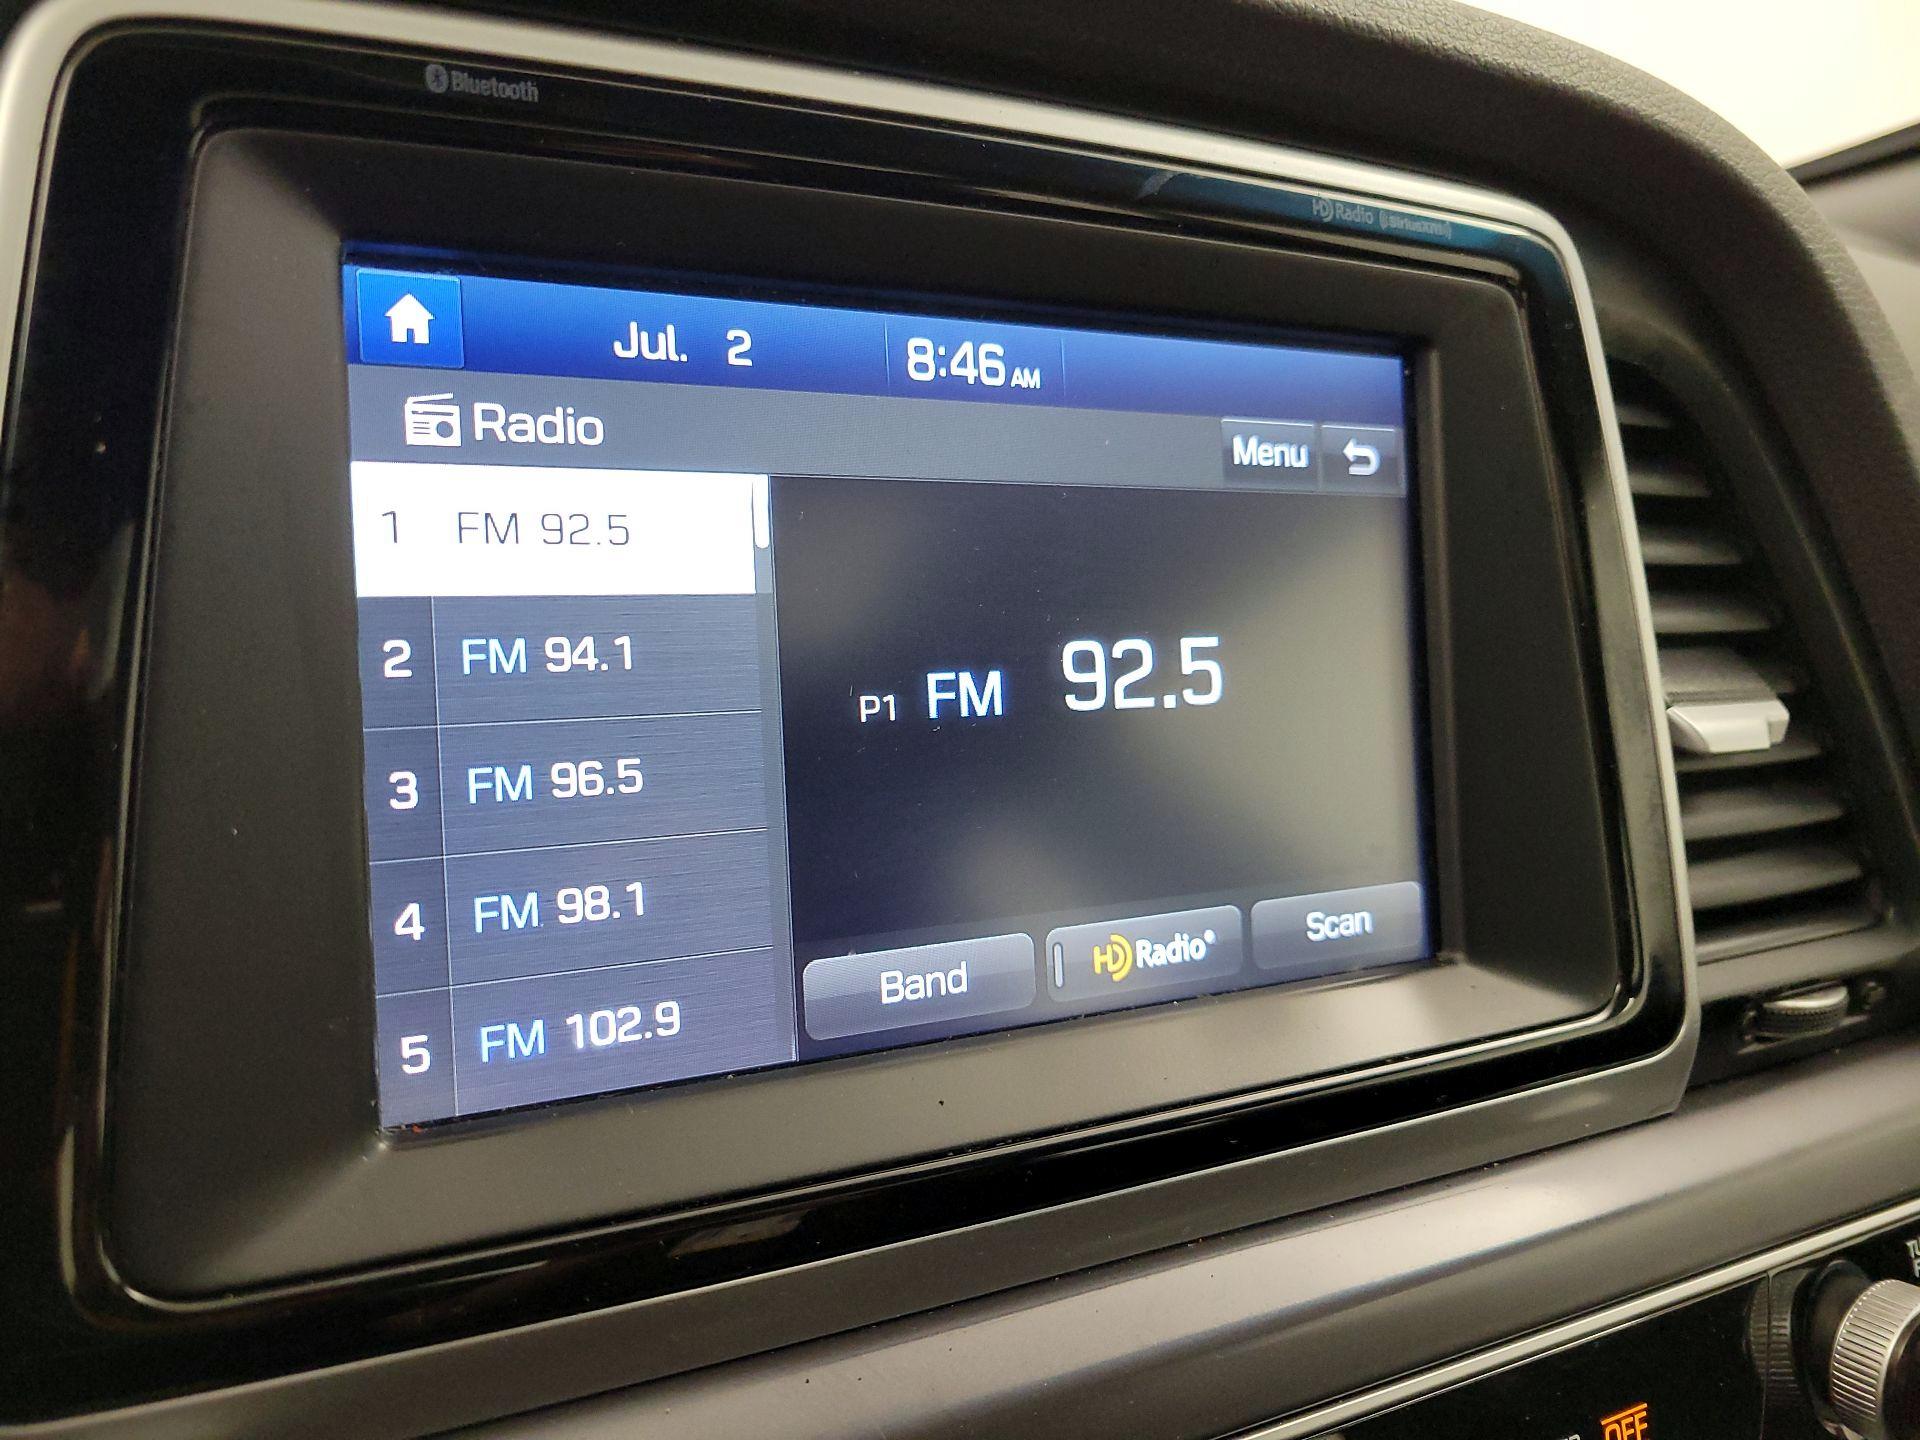 Bluetooth
HD Radio ((SiriusXM))
Jul. 2 8:46 AM
Radio
Menu
1 FM 92.5
2 FM 94.1
3 FM 96.5
4 FM 98.1
5 FM 102.9
P1 FM 92.5
Band
HD Radio®
Scan
OFF